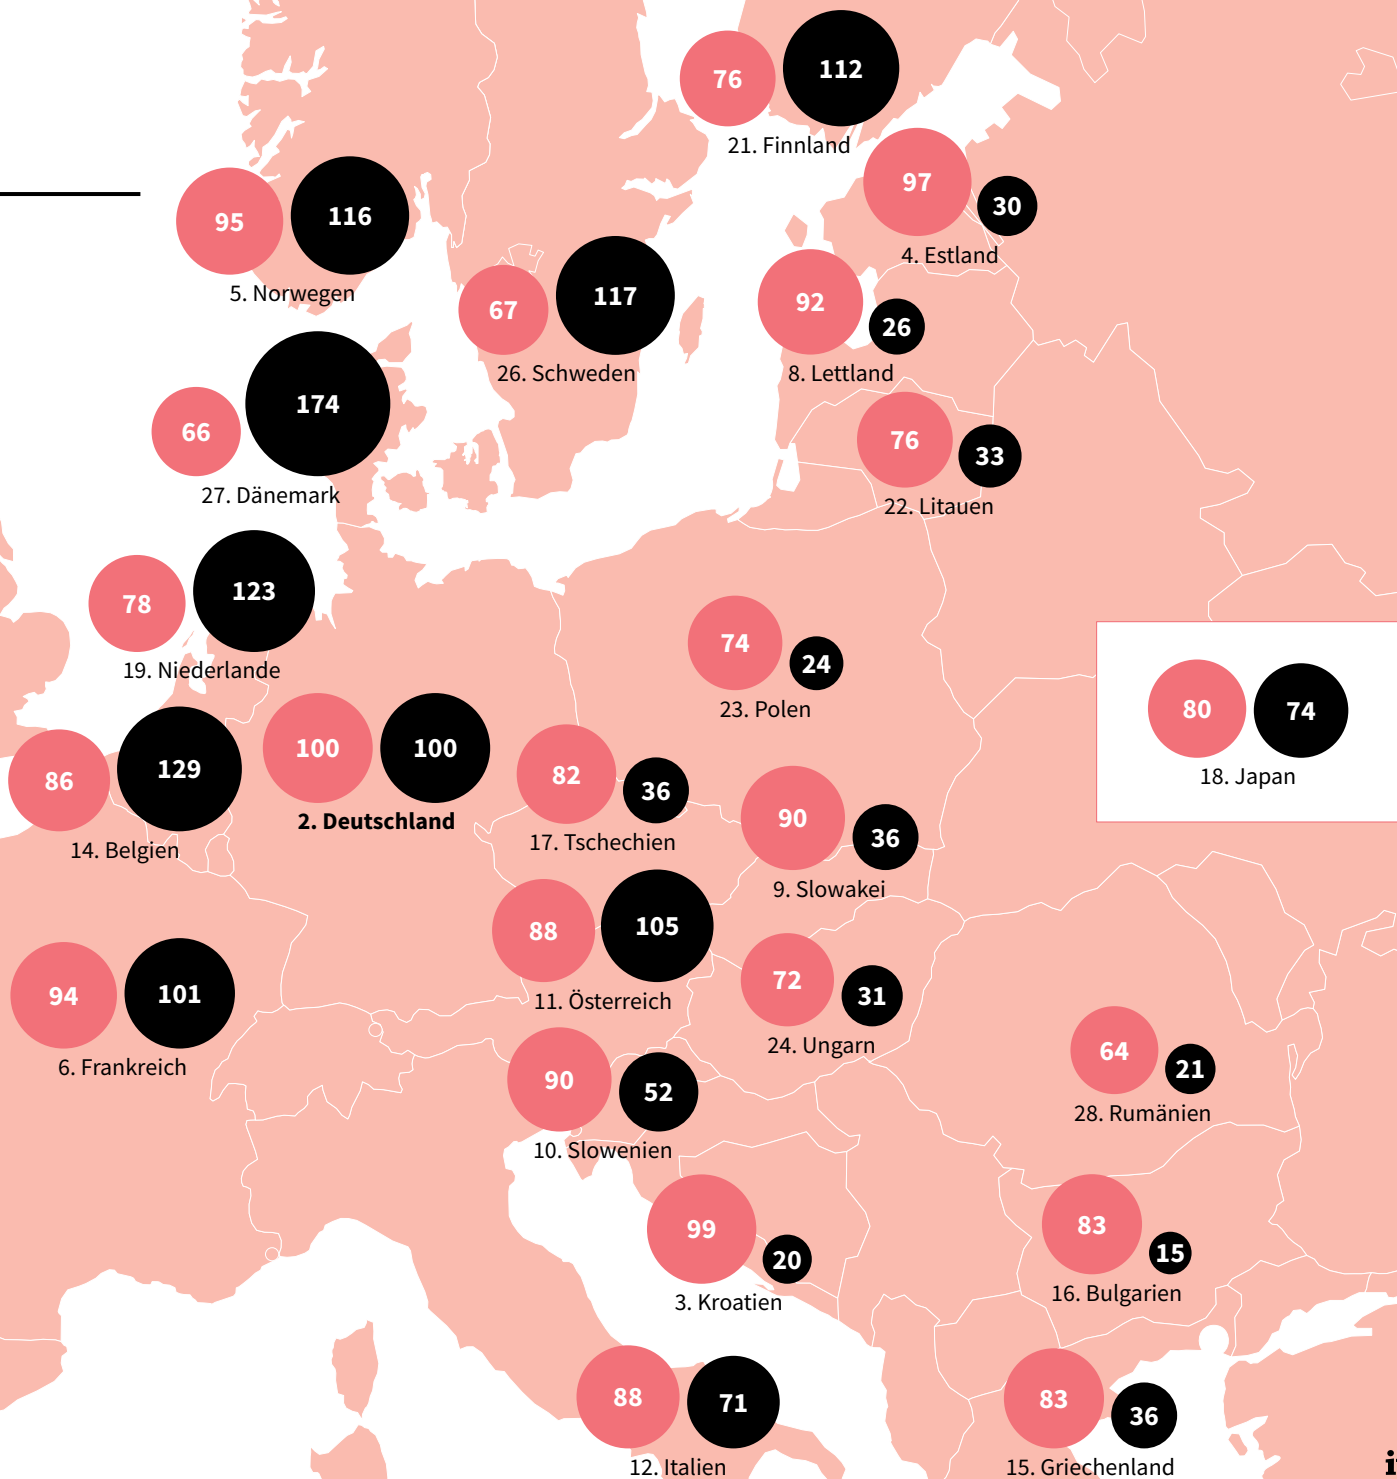 76 112
21. Finnland
97 30
4. Estland
95 116
5. Norwegen
67 117
26. Schweden
92 26
8. Lettland
66 174
27. Dänemark
76 33
22. Litauen
78 123
19. Niederlande
74 24
23. Polen
80 74
18. Japan
86 129
14. Belgien
100 100
2. Deutschland
82 36
17. Tschechien
90 36
9. Slowakei
88 105
11. Österreich
94 101
6. Frankreich
72 31
24. Ungarn
90 52
10. Slowenien
64 21
28. Rumänien
99 20
3. Kroatien
83 15
16. Bulgarien
88 71
12. Italien
83 36
15. Griechenland